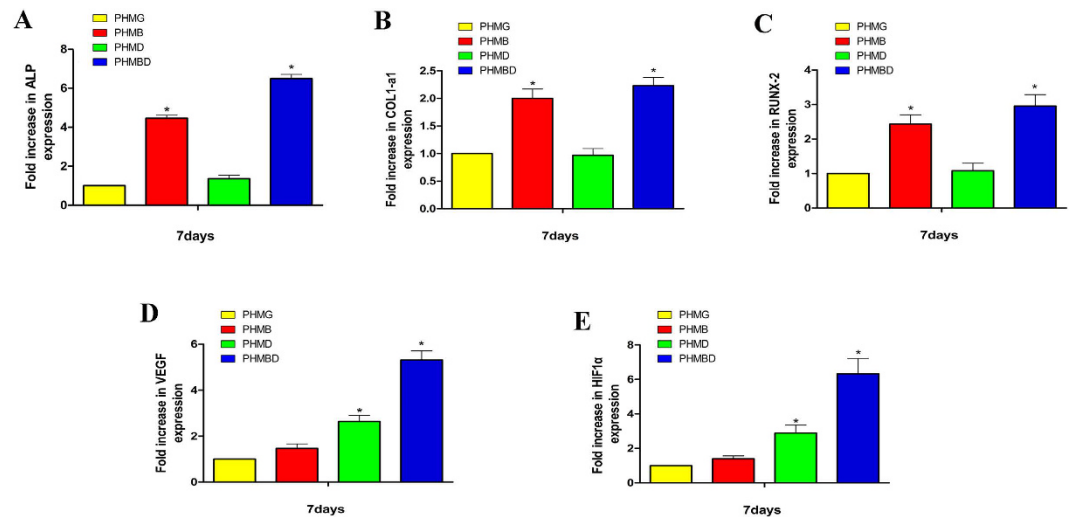 A
PHMG
PHMB
PHMD
PHMBD
Fold increase in ALP
expression
8
6
4
2
0
*
*
7days
B
PHMG
PHMB
PHMD
PHMBD
Fold increase in COL1-a1
expression
2.5
2.0
1.5
1.0
0.5
0.0
*
*
7days
C
PHMG
PHMB
PHMD
PHMBD
Fold increase in RUNX-2
expression
4
3
2
1
0
*
*
7days
D
PHMG
PHMB
PHMD
PHMBD
Fold increase in VEGF
expression
6
4
2
0
*
*
7days
E
PHMG
PHMB
PHMD
PHMBD
Fold increase in HIF1α
expression
8
6
4
2
0
*
*
7days